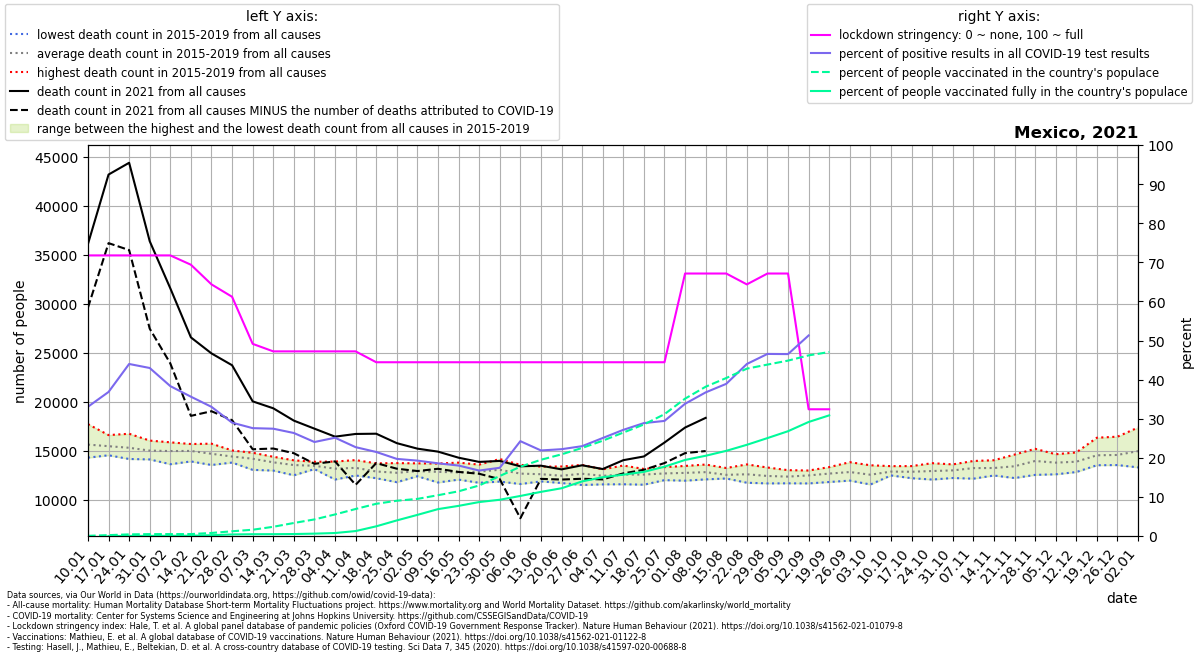 left Y axis:
lowest death count in 2015-2019 from all causes
average death count in 2015-2019 from all causes
highest death count in 2015-2019 from all causes
death count in 2021 from all causes
death count in 2021 from all causes MINUS the number of deaths attributed to COVID-19
range between the highest and the lowest death count from all causes in 2015-2019
right Y axis:
lockdown stringency: 0 ~ none, 100 ~ full
percent of positive results in all COVID-19 test results
percent of people vaccinated in the country's populace
percent of people vaccinated fully in the country's populace
Mexico, 2021
number of people
45000
40000
35000
30000
25000
20000
15000
10000
100
90
80
70
60
50
40
30
20
10
0
percent
10.01 17.01 24.01 31.01 07.02 14.02 21.02 28.02 07.03 14.03 21.03 28.03 04.04 11.04 18.04 25.04 02.05 09.05 16.05 23.05 30.05 06.06 13.06 20.06 27.06 04.07 11.07 18.07 25.07 01.08 08.08 15.08 22.08 29.08 05.09 12.09 19.09 26.09 03.10 10.10 17.10 24.10 31.10 07.11 14.11 21.11 28.11 05.12 12.12 19.12 26.12 02.01
date
Data sources, via Our World in Data (https://ourworldindata.org, https://github.com/owid/covid-19-data):
- All-cause mortality: Human Mortality Database Short-term Mortality Fluctuations project. https://www.mortality.org and World Mortality Dataset. https://github.com/akarlinsky/world_mortality
- COVID-19 mortality: Center for Systems Science and Engineering at Johns Hopkins University. https://github.com/CSSEGISandData/COVID-19
- Lockdown stringency index: Hale, T. et al. A global panel database of pandemic policies (Oxford COVID-19 Government Response Tracker). Nature Human Behaviour (2021). https://doi.org/10.1038/s41562-021-01079-8
- Vaccinations: Mathieu, E. et al. A global database of COVID-19 vaccinations. Nature Human Behaviour (2021). https://doi.org/10.1038/s41562-021-01122-8
- Testing: Hasell, J., Mathieu, E., Beltekian, D. et al. A cross-country database of COVID-19 testing. Sci Data 7, 345 (2020). https://doi.org/10.1038/s41597-020-00688-8